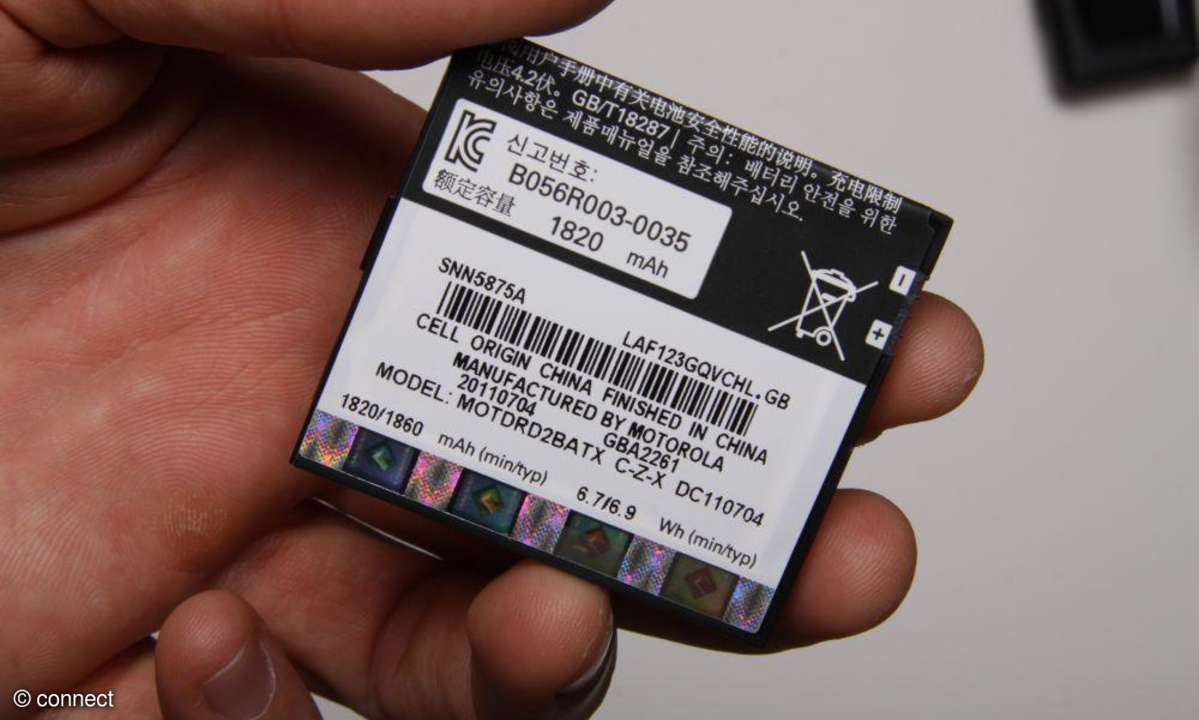 阅用户手册中有关电池安全性能的说明。充电限制
电压4.2伏。GB/T18287 | 주의: 배터리 안전을 위한
유의사항은 제품매뉴얼을 참조해주십시오.
신고번호:
B056R003-0035
额定容量 1820 mAh
SNN5875A
LAF123GQVCHL.GB
CELL ORIGIN CHINA FINISHED IN CHINA
MANUFACTURED BY MOTOROLA
20110704 GBA2261
MODEL: MOTDRD2BATX C-Z-X DC110704
1820/1860 mAh (min/typ) 6.7/6.9 Wh (min/typ)
− 
+
© connect